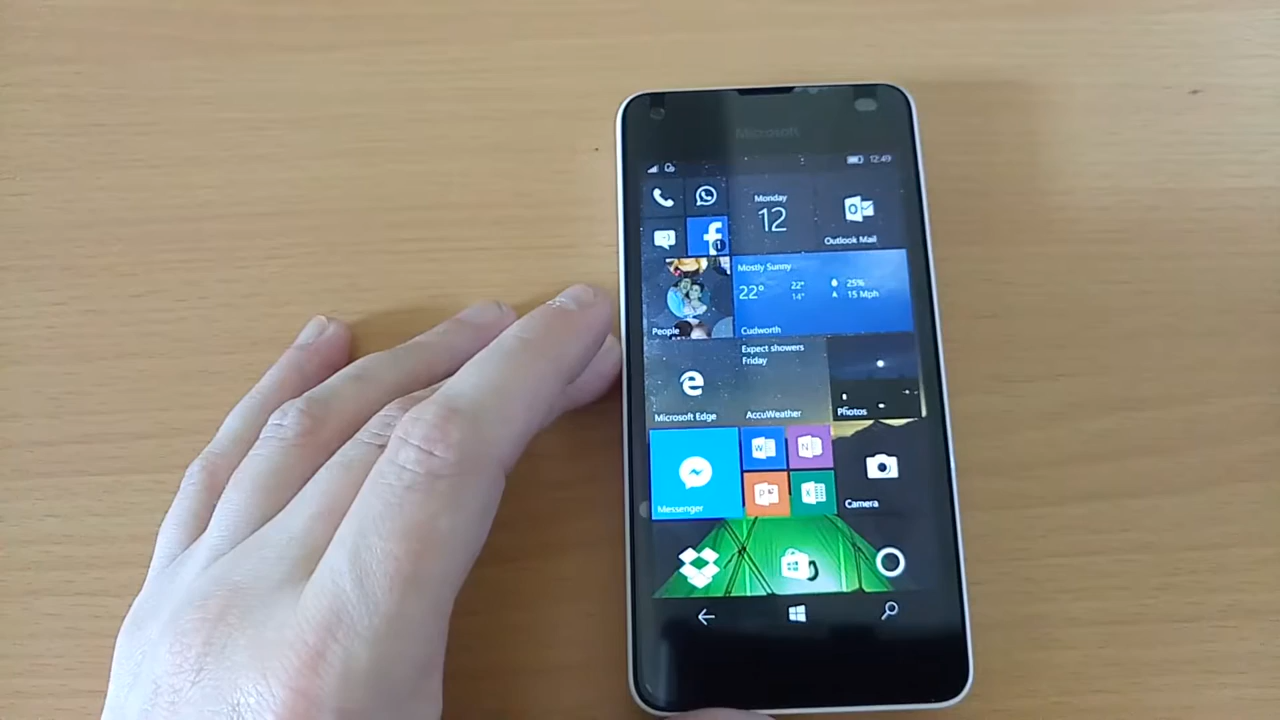 Microsoft
12:49
Monday
12
Outlook Mail
f
1
People
Mostly Sunny
22° 22° 25%
14° 15 Mph
Cudworth
Expect showers
Friday
Microsoft Edge
AccuWeather
Photos
Messenger
Camera